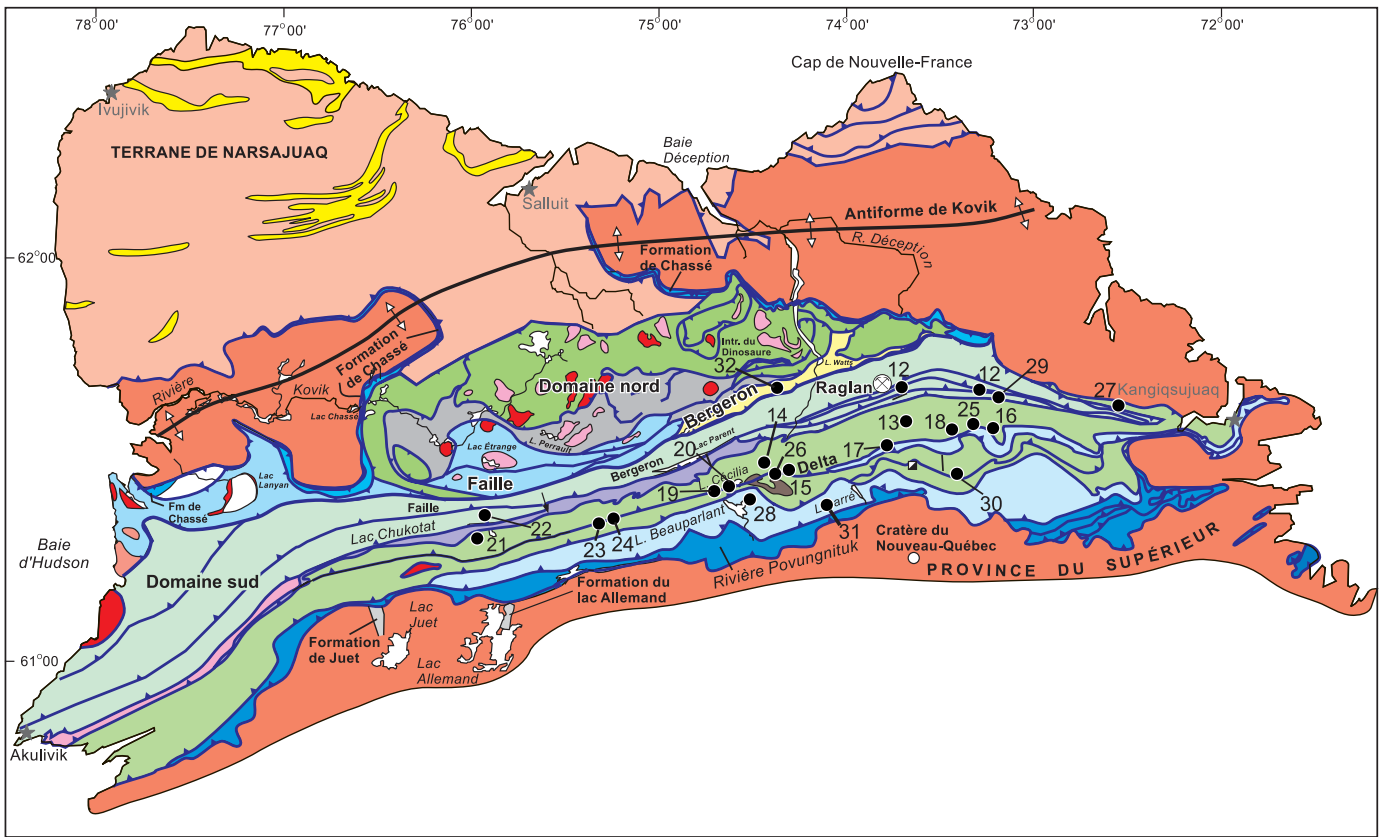 78°00'
77°00'
76°00'
75°00'
74°00'
73°00'
72°00'
Cap de Nouvelle-France
Ivujivik
TERRANE DE NARSAJUAQ
Baie
Déception
Salluit
Antiforme de Kovik
R. Déception
Formation
de Chassé
62°00'
Formation
de Chassé
Rivière
Kovik
Lac Chassé
Intr. du
Dinosaure
L. Watts
32
Domaine nord
Bergeron
Raglan
12
12
29
27
Kangiqsujuaq
Lac Étrange
L. Perrault
14
13
18
25
16
Lac
Lanyan
Faille
Bergeron
Lac Parent
20
26
17
Delta
Fm de
Chassé
Faille
L. Cécilia
19
15
30
Lac Chukotat
22
21
23
24
L. Beauparlant
28
31
Baie
d'Hudson
Domaine sud
Rivière Povungnituk
Cratère du
Nouveau-Québec
PROVINCE DU SUPÉRIEUR
Formation du
lac Allemand
Lac
Juet
Formation
de Juet
61°00'
Lac
Allemand
Akulivik